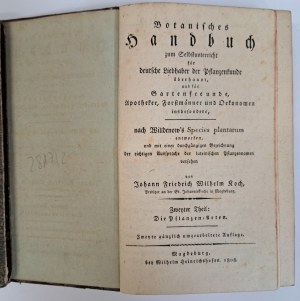 Botanisches
Handbuch
zum Selbstunterricht
für
deutsche Liebhaber der Pflanzenkunde
überhaupt,
und für
Gartenfreunde,
Apotheker, Forstmänner und Oekonomen
insbesondere,
nach Willdenow's Species plantarum
entworfen,
und mit einer durchgängigen Bezeichnung
der richtigen Aussprache der lateinischen Pflanzennamen
versehen
von
Johann Friedrich Wilhelm Koch,
Prediger an der St. Johanniskirche in Magdeburg.
Zweyter Theil:
Die Pflanzen-Arten.
Zweyte gänzlich umgearbeitete Auflage.
Magdeburg,
bey Wilhelm Heinrichshofen. 1808.